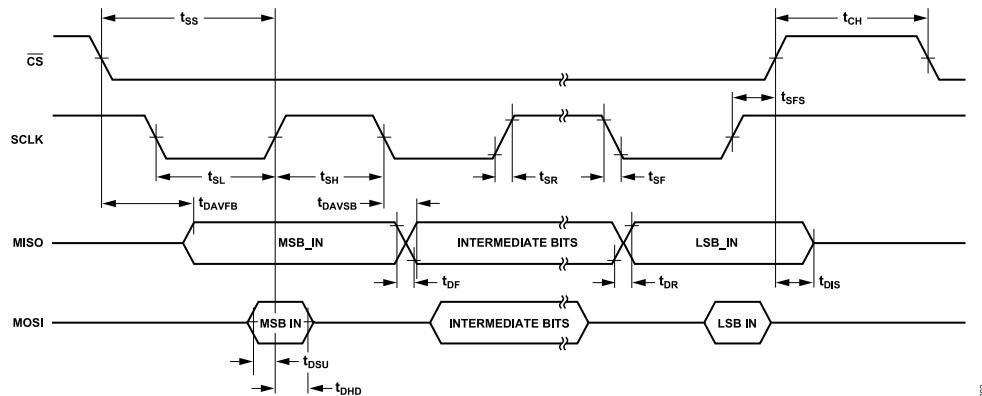 tSS
tCH
CS
tSFS
SCLK
tSL
tSH
tSR
tSF
tDAVFB
tDAVSB
MISO
MSB_IN
INTERMEDIATE BITS
LSB_IN
tDF
tDR
tDIS
MOSI
MSB IN
INTERMEDIATE BITS
LSB IN
tDSU
tDHD